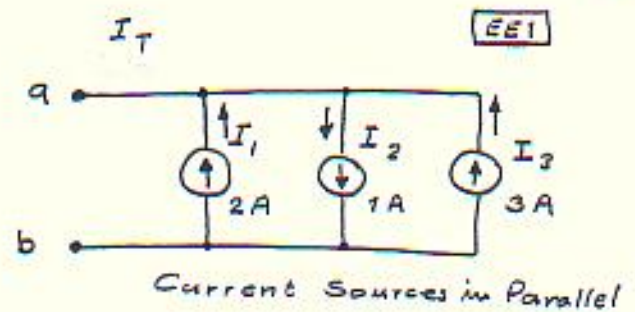 I_T
EE1
a
I_1 I_2 I_3
2A 1A 3A
b
Current Sources in Parallel